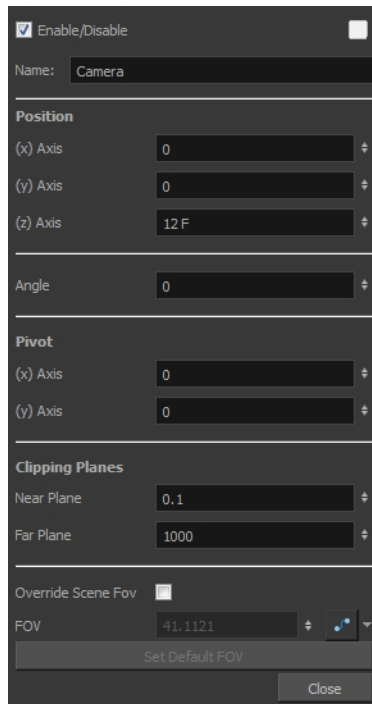 Enable/Disable
Name: Camera
Position
(x) Axis 0
(y) Axis 0
(z) Axis 12 F
Angle 0
Pivot
(x) Axis 0
(y) Axis 0
Clipping Planes
Near Plane 0.1
Far Plane 1000
Override Scene Fov
FOV 41.1121
Set Default FOV
Close